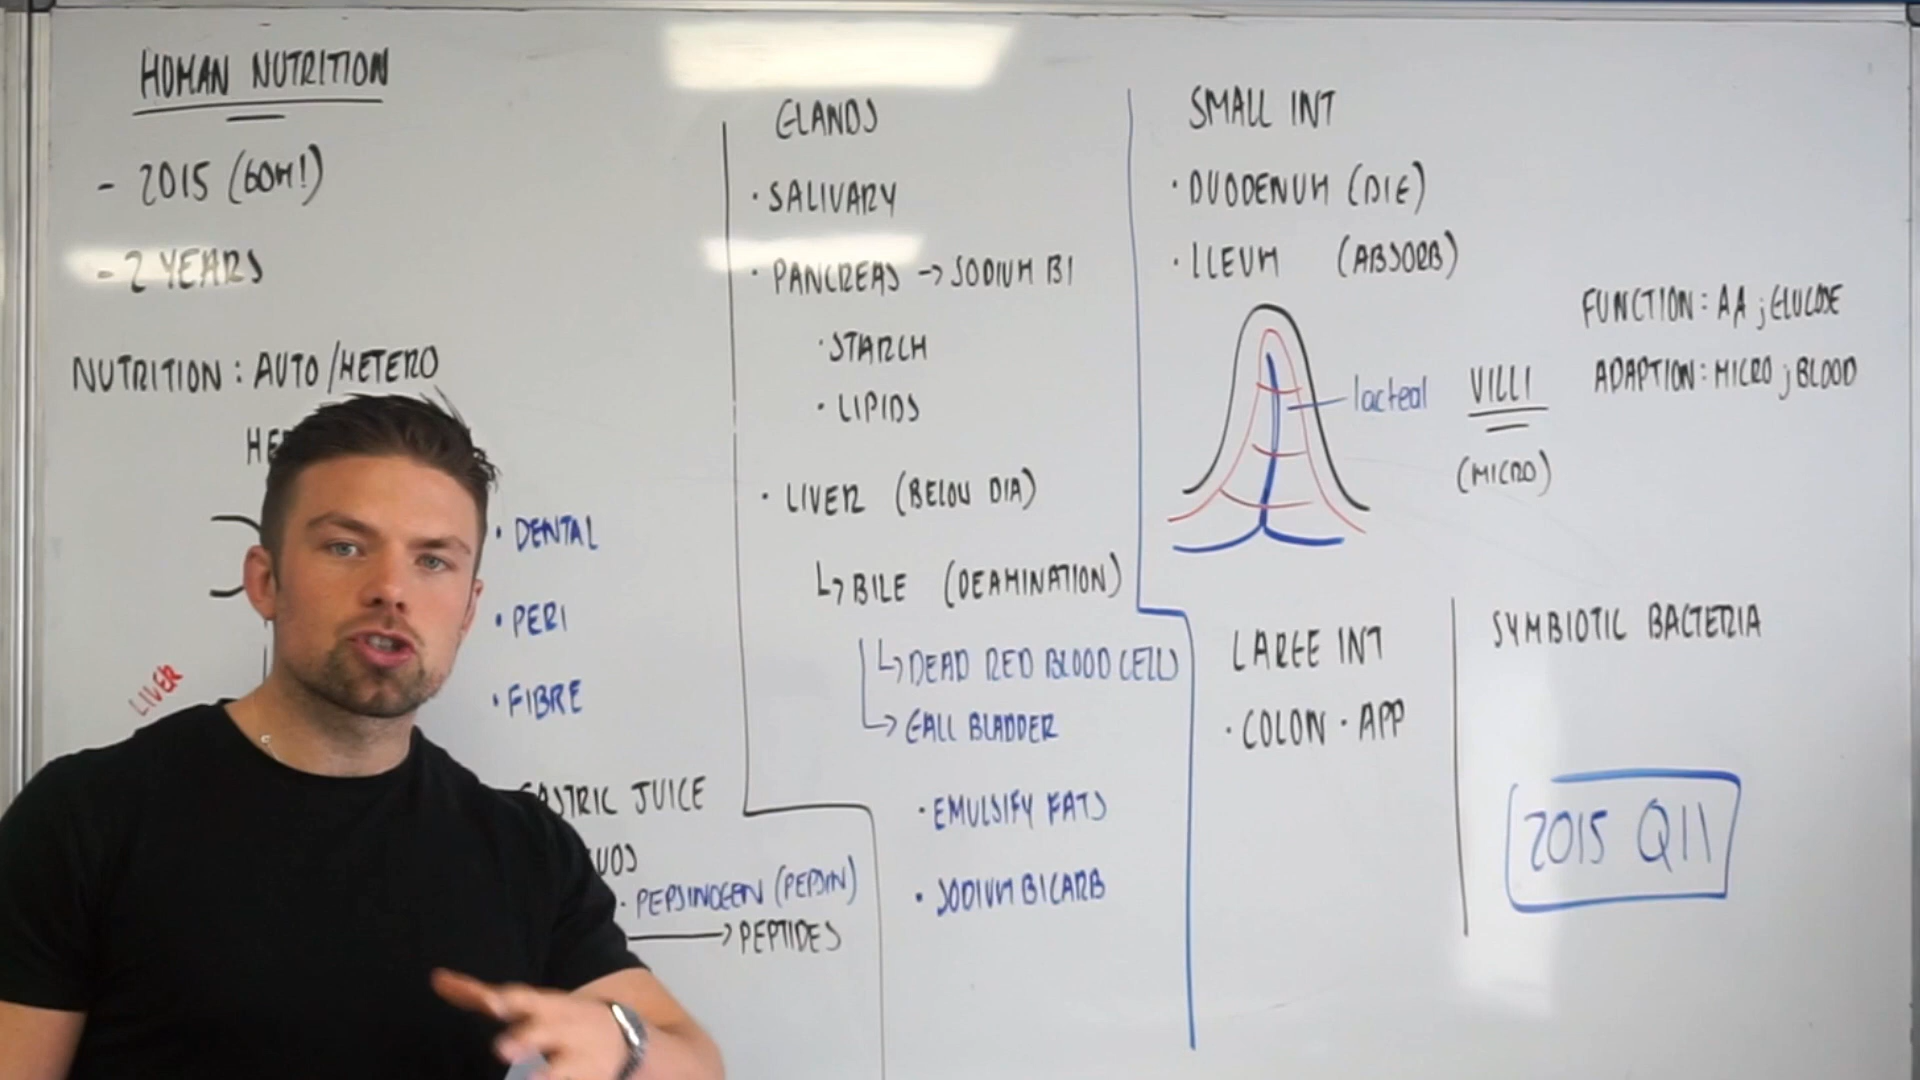 HUMAN NUTRITION
- 2015 (60M!)
- 2 YEARS
NUTRITION : AUTO / HETERO
LIVER
• DENTAL
• PERI
• FIBRE
GASTRIC JUICE
• PEPSINOGEN (PEPSIN)
→ PEPTIDES
GLANDS
• SALIVARY
• PANCREAS → SODIUM BI
• STARCH
• LIPIDS
• LIVER (BELOW DIA)
↳ BILE (DEAMINATION)
↳ DEAD RED BLOOD CELLS
↳ GALL BLADDER
• EMULSIFY FATS
• SODIUM BICARB
SMALL INT
• DUODENUM (DIG)
• ILEUM (ABSORB)
lacteal
VILLI
(MICRO)
FUNCTION : AA ; GLUCOSE
ADAPTION : MICRO ; BLOOD
LARGE INT
• COLON • APP
SYMBIOTIC BACTERIA
2015 Q11